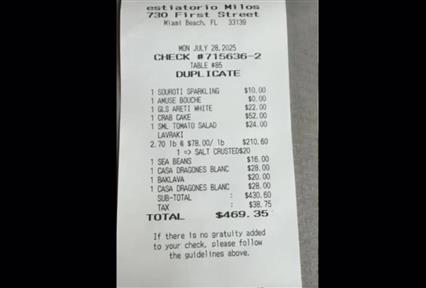 estiatorio Milos
730 First Street
Miami Beach, FL 33139
MON JULY 28, 2025
CHECK #715636-2
TABLE #85
DUPLICATE
1 SOUROTI SPARKLING $10.00
1 AMUSE BOUCHE $0.00
1 GLS ARETI WHITE $22.00
1 CRAB CAKE $52.00
1 SML TOMATO SALAD $24.00
LAVRAKI
2.70 lb @ $78.00/ lb $210.60
1 => SALT CRUSTED$20
1 SEA BEANS $16.00
1 CASA DRAGONES BLANC $28.00
1 BAKLAVA $20.00
1 CASA DRAGONES BLANC $28.00
SUB-TOTAL : $430.60
TAX : $38.75
TOTAL $469.35
If there is no gratuity added
to your check, please follow
the guidelines above.